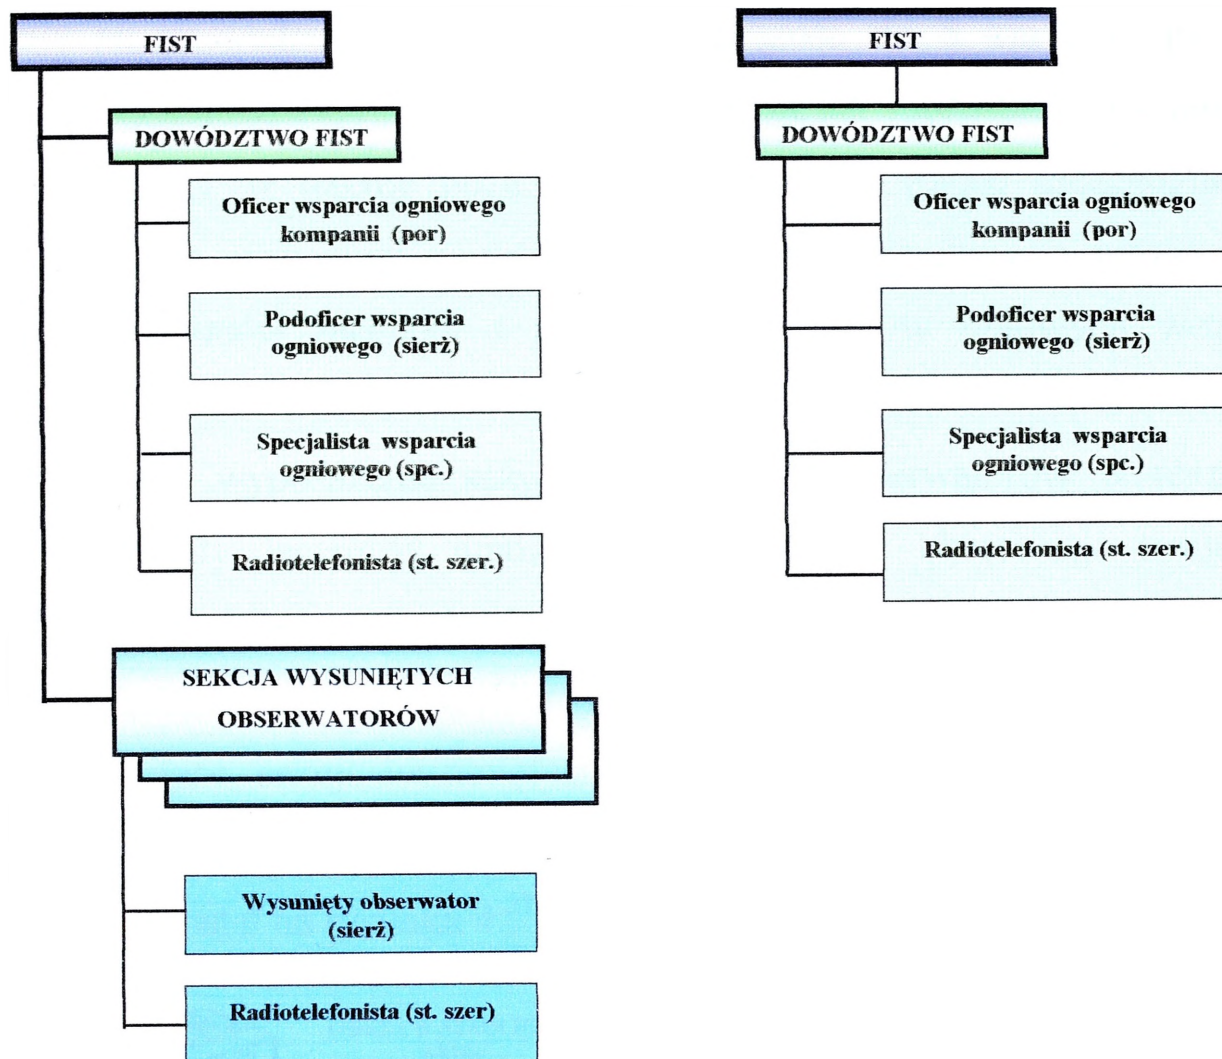 FIST
DOWÓDZTWO FIST
Oficer wsparcia ogniowego
kompanii (por)
Podoficer wsparcia
ogniowego (sierż)
Specjalista wsparcia
ogniowego (spc.)
Radiotelefonista (st. szer.)
SEKCJA WYSUNIĘTYCH
OBSERWATORÓW
Wysunięty obserwator
(sierż)
Radiotelefonista (st. szer)
FIST
DOWÓDZTWO FIST
Oficer wsparcia ogniowego
kompanii (por)
Podoficer wsparcia
ogniowego (sierż)
Specjalista wsparcia
ogniowego (spc.)
Radiotelefonista (st. szer.)